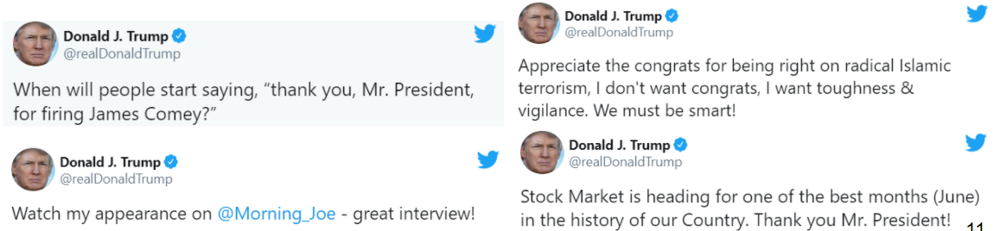 Donald J. Trump
@realDonaldTrump
When will people start saying, “thank you, Mr. President,
for firing James Comey?”
Donald J. Trump
@realDonaldTrump
Watch my appearance on @Morning_Joe - great interview!
Donald J. Trump
@realDonaldTrump
Appreciate the congrats for being right on radical Islamic
terrorism, I don't want congrats, I want toughness &
vigilance. We must be smart!
Donald J. Trump
@realDonaldTrump
Stock Market is heading for one of the best months (June)
in the history of our Country. Thank you Mr. President!
11